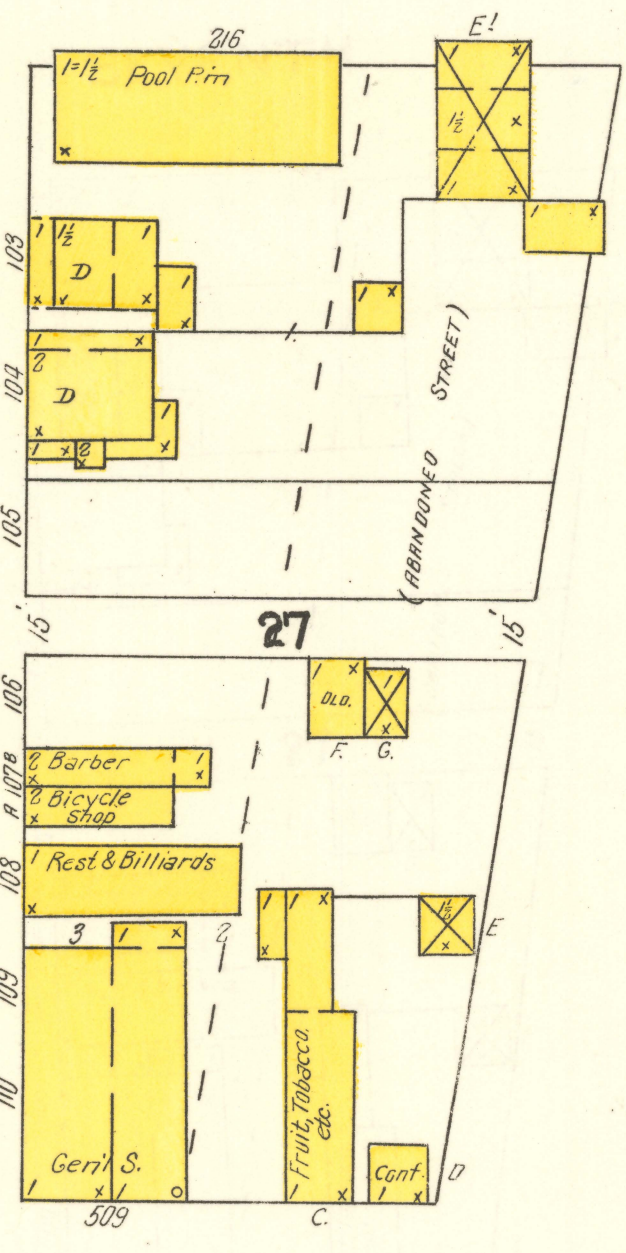 216
E!
1=1½ Pool R'm
1 x
x
1½ x
1 x
1 x
103
1 1½ 1
D
x x x
1
x
1 x
1.
(ABANDONED STREET)
104
1 x
2
D
x
1
x
1 x 2
x
105
15'
27
15'
106
1 x
DLD.
1
x
F. G.
A 107 B
2 Barber 1
x x
2 Bicycle
x Shop
108
1 Rest & Billiards
x
1½
x
E
1 1 x
x
3 1 x 2
109
110
Fruit, Tobacco.
etc.
Gen'l S.
1 x 1 o
1 x
Conf.
1 x
D
509
C.